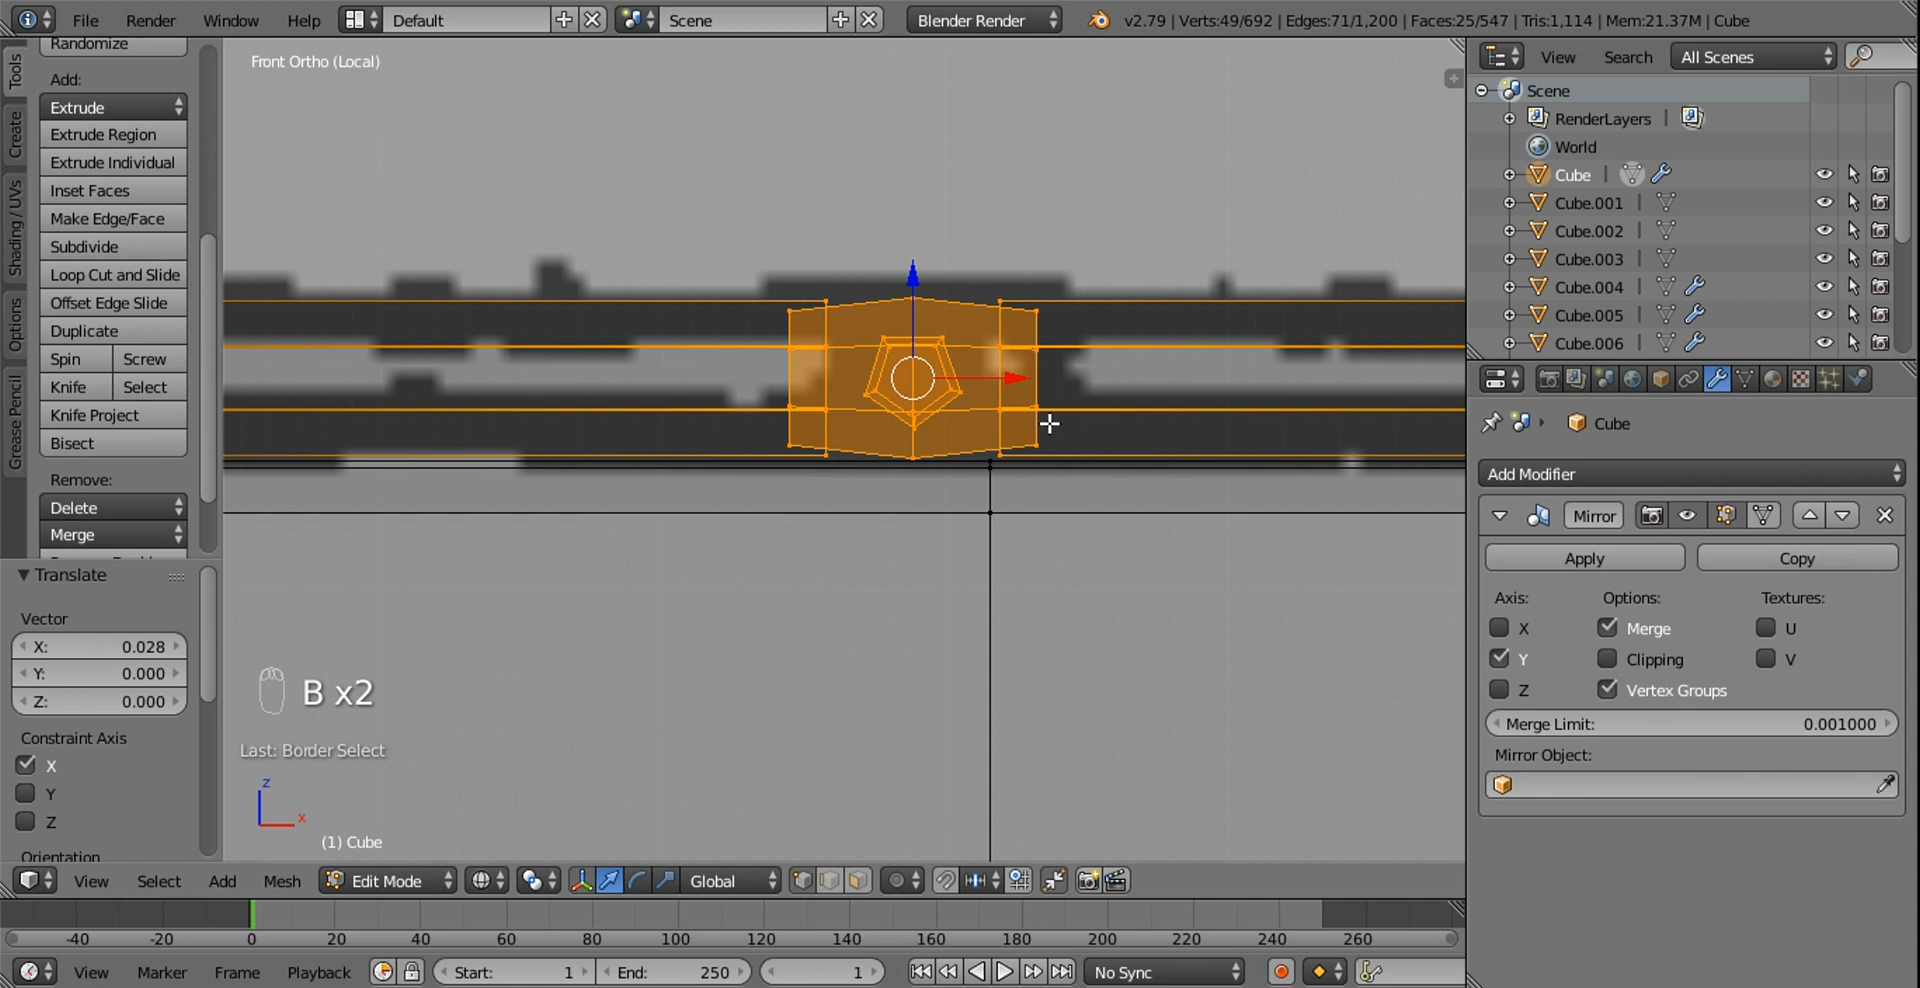 File Render Window Help Default Scene Blender Render v2.79 | Verts:49/692 | Edges:71/1,200 | Faces:25/547 | Tris:1,114 | Mem:21.37M | Cube
Tools
Create
Shading / UVs
Options
Grease Pencil
Randomize
Add:
Extrude
Extrude Region
Extrude Individual
Inset Faces
Make Edge/Face
Subdivide
Loop Cut and Slide
Offset Edge Slide
Duplicate
Spin Screw
Knife Select
Knife Project
Bisect
Remove:
Delete
Merge
Translate
Vector
X: 0.028
Y: 0.000
Z: 0.000
Constraint Axis
X
Y
Z
Orientation
Front Ortho (Local)
B x2
Last: Border Select
z
x
(1) Cube
View Select Add Mesh Edit Mode Global
-40 -20 0 20 40 60 80 100 120 140 160 180 200 220 240 260
View Marker Frame Playback Start: 1 End: 250 1 No Sync
View Search All Scenes
Scene
RenderLayers
World
Cube
Cube.001
Cube.002
Cube.003
Cube.004
Cube.005
Cube.006
Cube
Add Modifier
Mirror
Apply Copy
Axis: Options: Textures:
X Merge U
Y Clipping V
Z Vertex Groups
Merge Limit: 0.001000
Mirror Object: